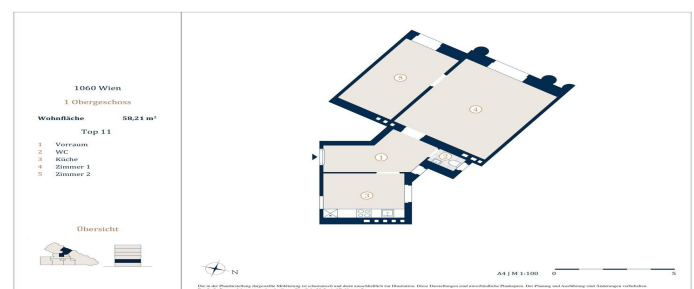 1060 Wien
1 Obergeschoss
Wohnfläche 58,21 m²
Top 11
1 Vorraum
2 WC
3 Küche
4 Zimmer 1
5 Zimmer 2
Übersicht
5
4
1
2
3
N
A4 | M 1:100 0 5